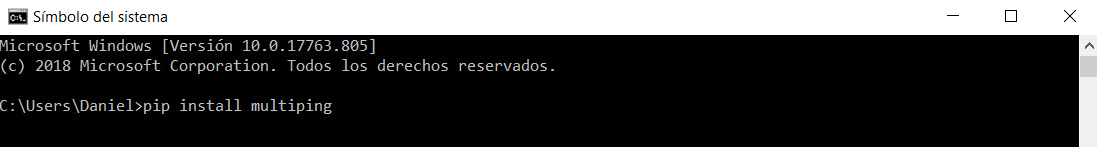 Símbolo del sistema
Microsoft Windows [Versión 10.0.17763.805]
(c) 2018 Microsoft Corporation. Todos los derechos reservados.
C:\Users\Daniel>pip install multiping